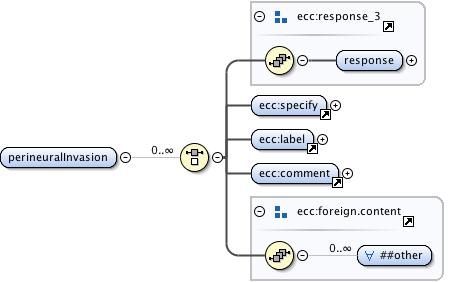 ecc:response_3
response
ecc:specify
ecc:label
perineuralInvasion
0..∞
ecc:comment
ecc:foreign.content
0..∞
∀ ##other